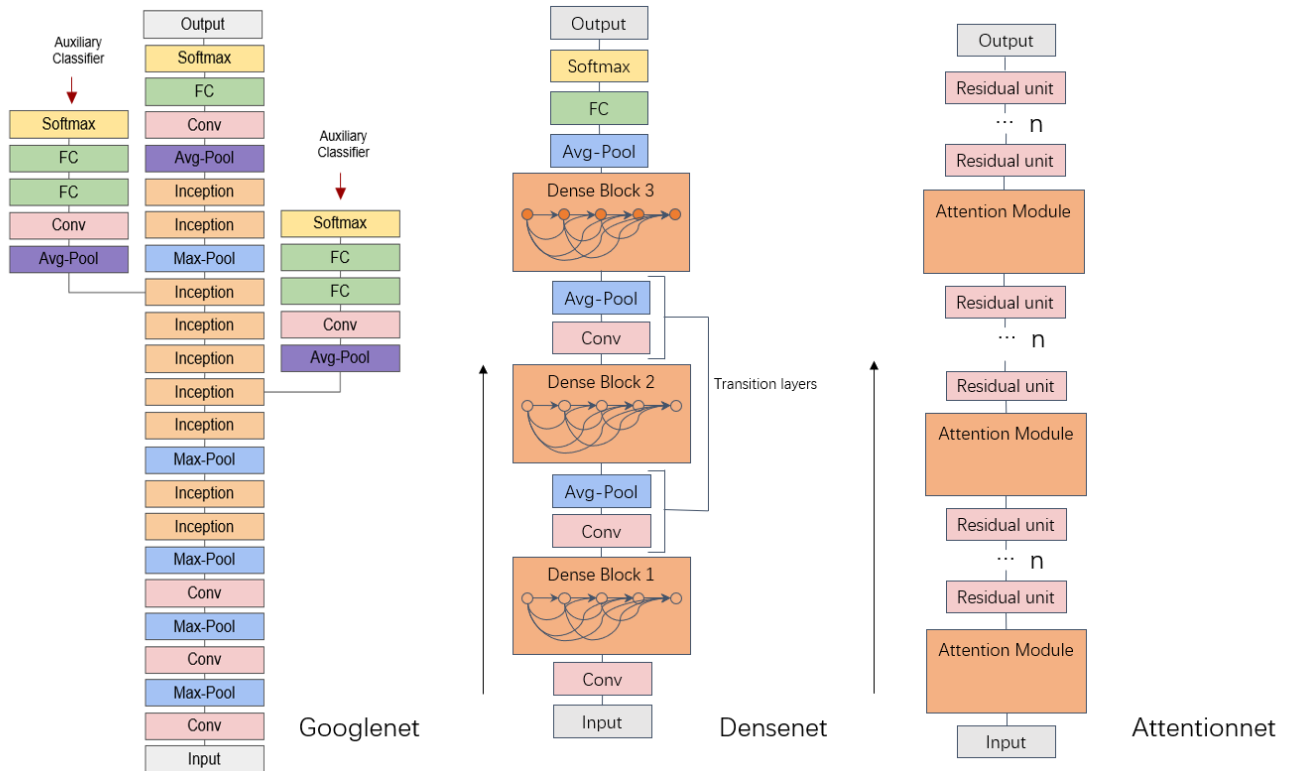 Output
Softmax
FC
Conv
Avg-Pool
Inception
Inception
Max-Pool
Inception
Inception
Inception
Inception
Inception
Max-Pool
Inception
Inception
Max-Pool
Conv
Max-Pool
Conv
Max-Pool
Conv
Input
Auxiliary
Classifier
Softmax
FC
FC
Conv
Avg-Pool
Auxiliary
Classifier
Softmax
FC
FC
Conv
Avg-Pool
Googlenet
Output
Softmax
FC
Avg-Pool
Dense Block 3
Avg-Pool
Conv
Dense Block 2
Transition layers
Avg-Pool
Conv
Dense Block 1
Conv
Input
Densenet
Output
Residual unit
... n
Residual unit
Attention Module
Residual unit
... n
Residual unit
Attention Module
Residual unit
... n
Residual unit
Attention Module
Input
Attentionnet